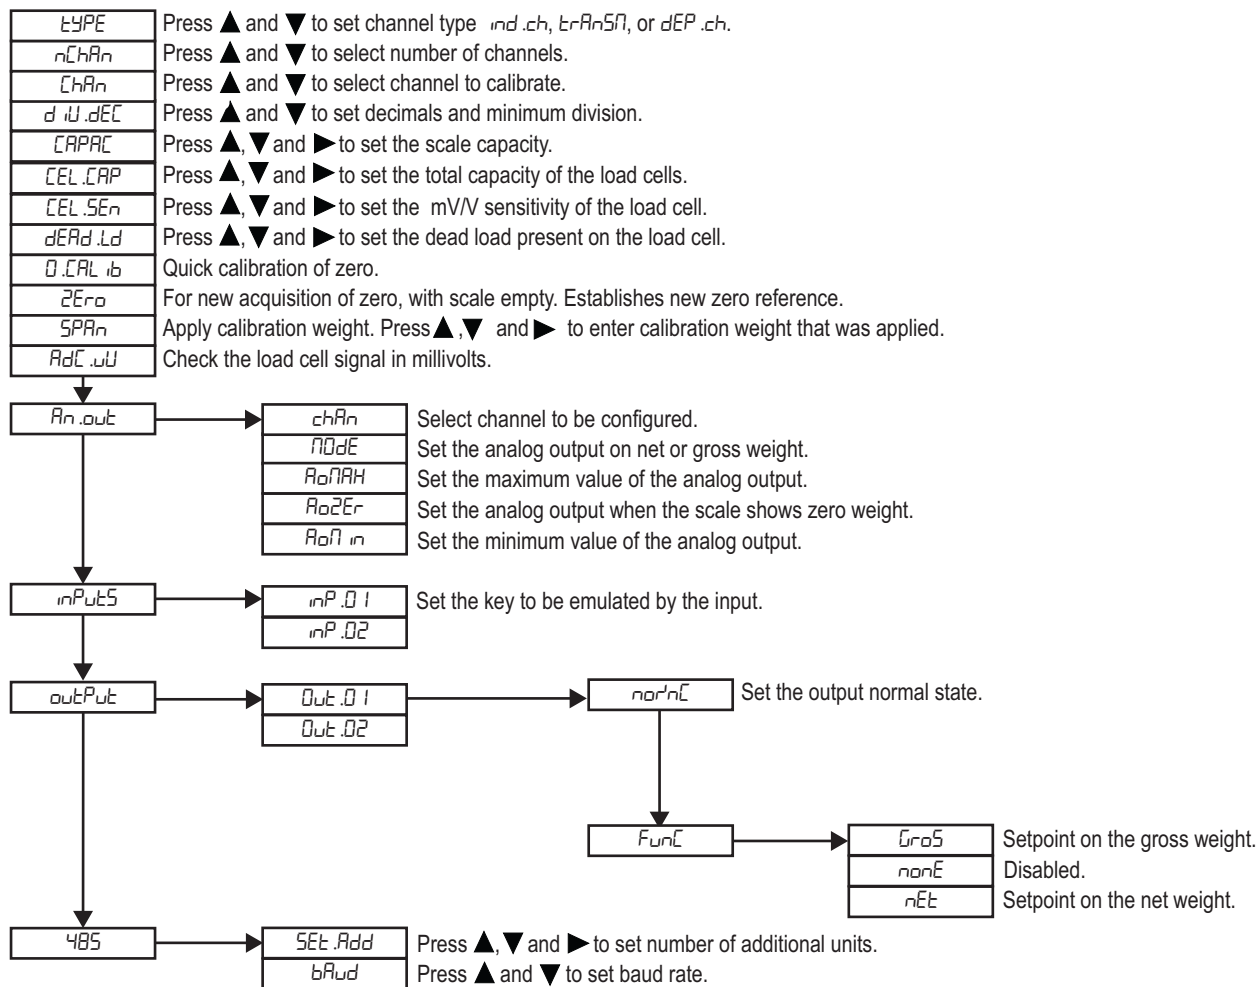 tYPE Press ▲ and ▼ to set channel type ind.ch, trAnSM, or dEP.ch.
nChAn Press ▲ and ▼ to select number of channels.
ChAn Press ▲ and ▼ to select channel to calibrate.
diU.dEC Press ▲ and ▼ to set decimals and minimum division.
CAPAC Press ▲, ▼ and ► to set the scale capacity.
CEL.CAP Press ▲, ▼ and ► to set the total capacity of the load cells.
CEL.SEn Press ▲, ▼ and ► to set the mV/V sensitivity of the load cell.
dEAd.Ld Press ▲, ▼ and ► to set the dead load present on the load cell.
0.CALib Quick calibration of zero.
ZEro For new acquisition of zero, with scale empty. Establishes new zero reference.
SPAn Apply calibration weight. Press ▲, ▼ and ► to enter calibration weight that was applied.
AdC.uU Check the load cell signal in millivolts.
An.out
chAn Select channel to be configured.
MOdE Set the analog output on net or gross weight.
AoMAH Set the maximum value of the analog output.
AoZEr Set the analog output when the scale shows zero weight.
AoMin Set the minimum value of the analog output.
inPutS
inP.01 Set the key to be emulated by the input.
inP.02
outPut
Out.01
Out.02
no/nC Set the output normal state.
FunC
GroS Setpoint on the gross weight.
nonE Disabled.
nEt Setpoint on the net weight.
485
SEt.Add Press ▲, ▼ and ► to set number of additional units.
bAud Press ▲ and ▼ to set baud rate.